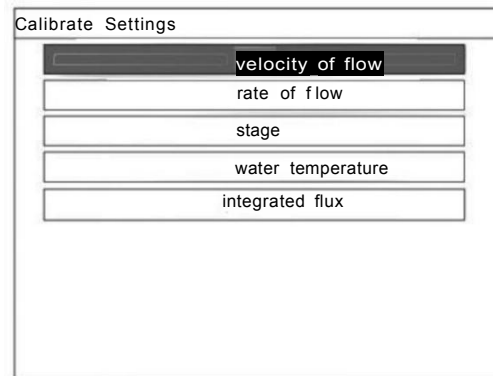 Calibrate Settings
velocity of flow
rate of flow
stage
water temperature
integrated flux